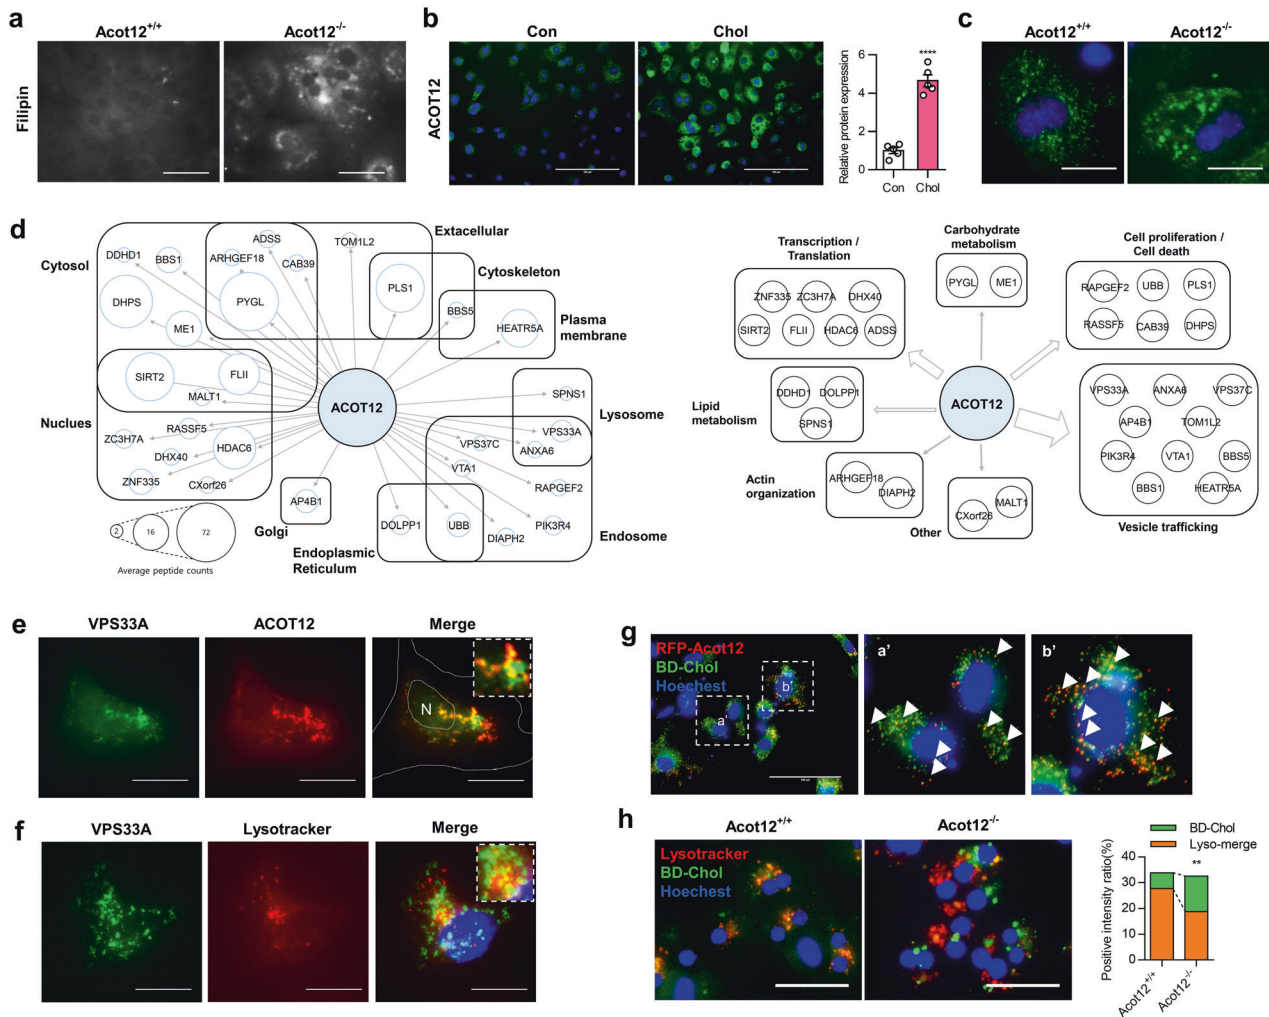 a
Acot12+/+
Acot12-/-
Filipin
b
Con
Chol
ACOT12
Relative protein expression
6
4
2
0
****
Con
Chol
c
Acot12+/+
Acot12-/-
d
Extacellular
Cytosol
Cytoskeleton
Plasma
membrane
Nuclues
Lysosome
Golgi
Endoplasmic
Reticulum
Endosome
DDHD1
BBS1
ADSS
ARHGEF18
CAB39
TOM1L2
DHPS
PYGL
PLS1
ME1
BBS5
HEATR5A
SIRT2
FLII
MALT1
ACOT12
SPNS1
RASSF5
ZC3H7A
HDAC6
DHX40
ZNF335
CXorf26
VPS37C
VPS33A
ANXA6
VTA1
RAPGEF2
AP4B1
DOLPP1
UBB
DIAPH2
PIK3R4
2
16
72
Average peptide counts
Transcription /
Translation
ZNF335
ZC3H7A
DHX40
SIRT2
FLII
HDAC6
ADSS
Carbohydrate
metabolism
PYGL
ME1
Cell proliferation /
Cell death
RAPGEF2
UBB
PLS1
RASSF5
CAB39
DHPS
Lipid
metabolism
DDHD1
DOLPP1
SPNS1
ACOT12
VPS33A
ANXA6
VPS37C
AP4B1
TOM1L2
PIK3R4
VTA1
BBS5
BBS1
HEATR5A
Vesicle trafficking
Actin
organization
ARHGEF18
DIAPH2
Other
CXorf26
MALT1
e
VPS33A
ACOT12
Merge
N
f
VPS33A
Lysotracker
Merge
g
RFP-Acot12
BD-Chol
Hoechest
a'
b'
a'
b'
h
Acot12+/+
Acot12-/-
Lysotracker
BD-Chol
Hoechest
BD-Chol
Lyso-merge
Positive intensity ratio(%)
40
30
20
10
0
**
Acot12+/+
Acot12-/-